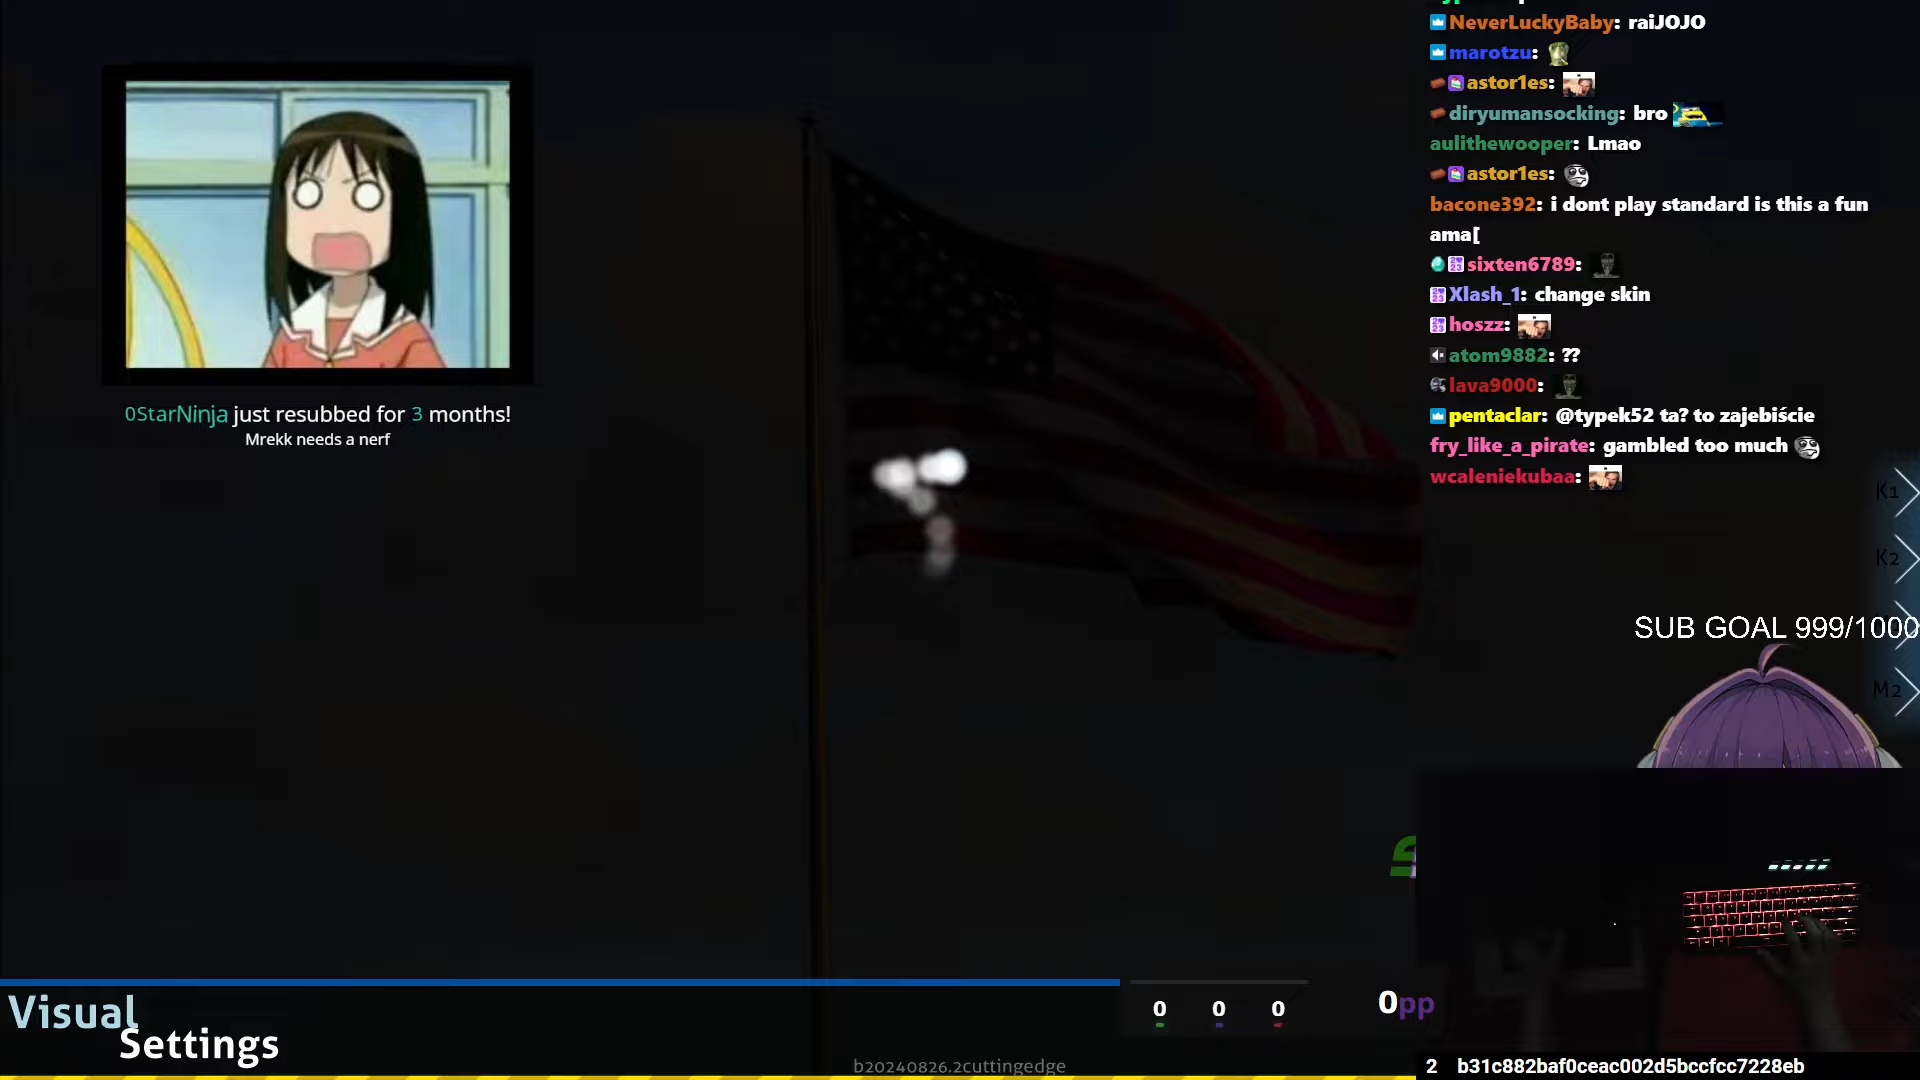 NeverLuckyBaby: raiJOJO
marotzu:
astor1es:
diryumansocking: bro
aulithewooper: Lmao
astor1es:
bacone392: i dont play standard is this a fun
ama[
sixten6789:
Xlash_1: change skin
hoszz:
atom9882: ??
lava9000:
pentaclar: @typek52 ta? to zajebiście
fry_like_a_pirate: gambled too much
wcaleniekubaa:
0StarNinja just resubbed for 3 months!
Mrekk needs a nerf
K1
K2
SUB GOAL 999/1000
M2
0 0 0
0pp
Visual
Settings
b20240826.2cuttingedge
2 b31c882baf0ceac002d5bccfcc7228eb